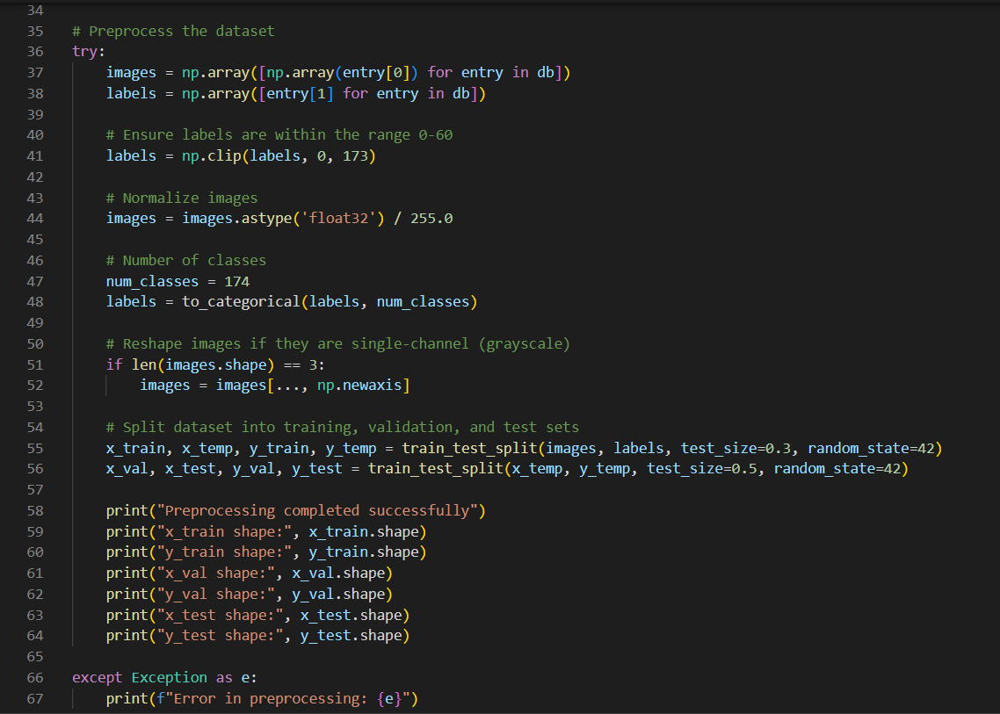 34
35 # Preprocess the dataset
36 try:
37     images = np.array([np.array(entry[0]) for entry in db])
38     labels = np.array([entry[1] for entry in db])
39
40     # Ensure labels are within the range 0-60
41     labels = np.clip(labels, 0, 173)
42
43     # Normalize images
44     images = images.astype('float32') / 255.0
45
46     # Number of classes
47     num_classes = 174
48     labels = to_categorical(labels, num_classes)
49
50     # Reshape images if they are single-channel (grayscale)
51     if len(images.shape) == 3:
52         images = images[..., np.newaxis]
53
54     # Split dataset into training, validation, and test sets
55     x_train, x_temp, y_train, y_temp = train_test_split(images, labels, test_size=0.3, random_state=42)
56     x_val, x_test, y_val, y_test = train_test_split(x_temp, y_temp, test_size=0.5, random_state=42)
57
58     print("Preprocessing completed successfully")
59     print("x_train shape:", x_train.shape)
60     print("y_train shape:", y_train.shape)
61     print("x_val shape:", x_val.shape)
62     print("y_val shape:", y_val.shape)
63     print("x_test shape:", x_test.shape)
64     print("y_test shape:", y_test.shape)
65
66 except Exception as e:
67     print(f"Error in preprocessing: {e}")